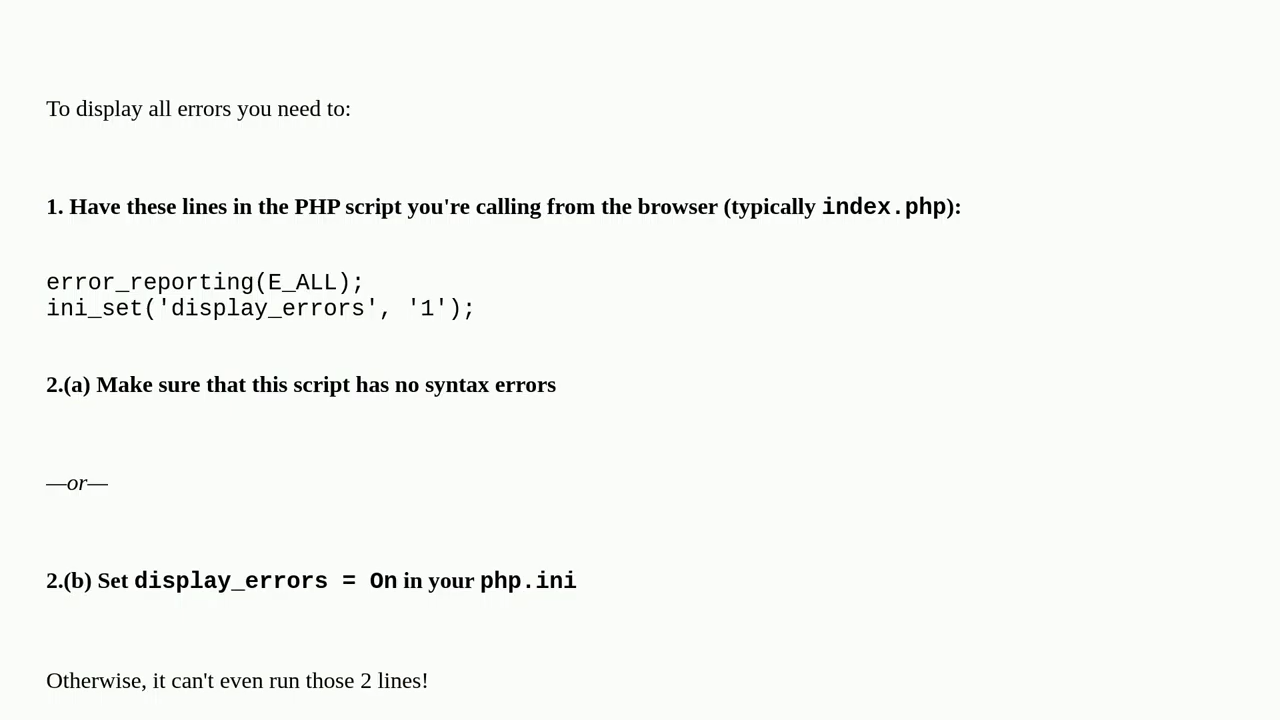 To display all errors you need to:
1. Have these lines in the PHP script you're calling from the browser (typically index.php):
error_reporting(E_ALL);
ini_set('display_errors', '1');
2.(a) Make sure that this script has no syntax errors
—or—
2.(b) Set display_errors = On in your php.ini
Otherwise, it can't even run those 2 lines!